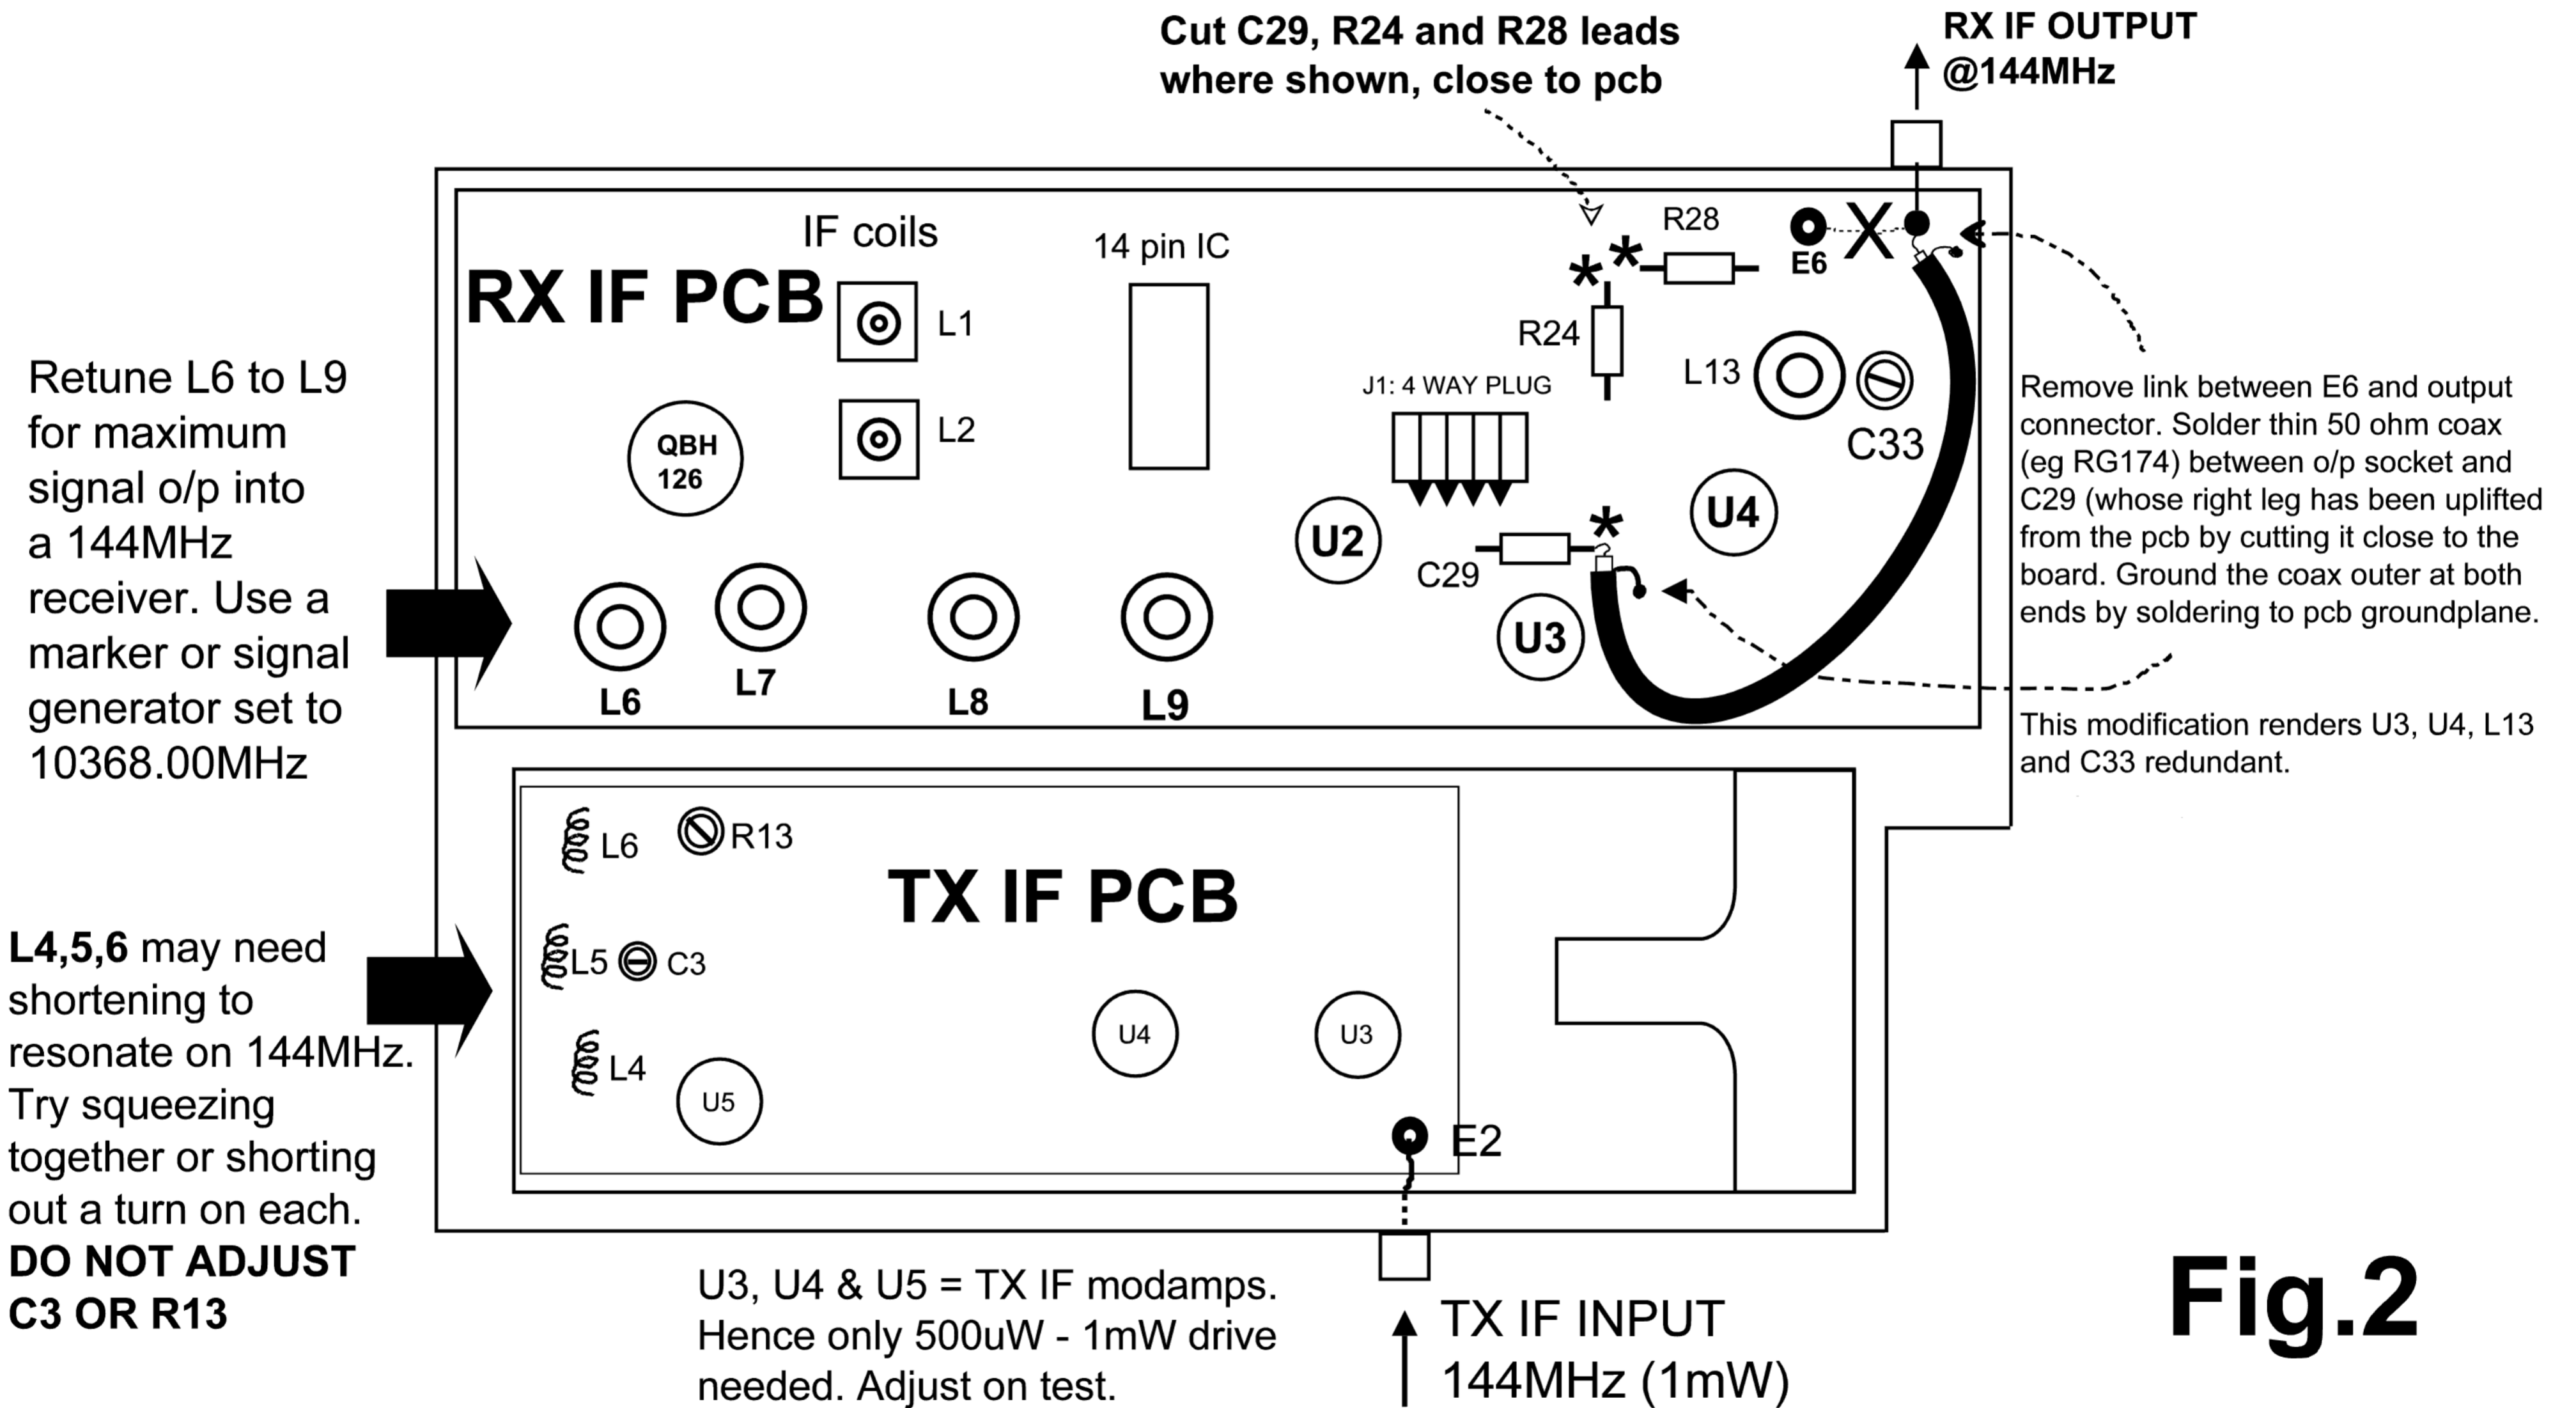 Cut C29, R24 and R28 leads
where shown, close to pcb
RX IF OUTPUT
@144MHz
IF coils
14 pin IC
R28
E6
X
RX IF PCB
L1
L2
QBH
126
* *
R24
L13
C33
J1: 4 WAY PLUG
U2
U4
*
C29
U3
L6
L7
L8
L9
Retune L6 to L9
for maximum
signal o/p into
a 144MHz
receiver. Use a
marker or signal
generator set to
10368.00MHz
Remove link between E6 and output
connector. Solder thin 50 ohm coax
(eg RG174) between o/p socket and
C29 (whose right leg has been uplifted
from the pcb by cutting it close to the
board. Ground the coax outer at both
ends by soldering to pcb groundplane.
This modification renders U3, U4, L13
and C33 redundant.
L6
R13
TX IF PCB
L5
C3
L4
U5
U4
U3
E2
L4,5,6 may need
shortening to
resonate on 144MHz.
Try squeezing
together or shorting
out a turn on each.
DO NOT ADJUST
C3 OR R13
U3, U4 & U5 = TX IF modamps.
Hence only 500uW - 1mW drive
needed. Adjust on test.
TX IF INPUT
144MHz (1mW)
Fig.2